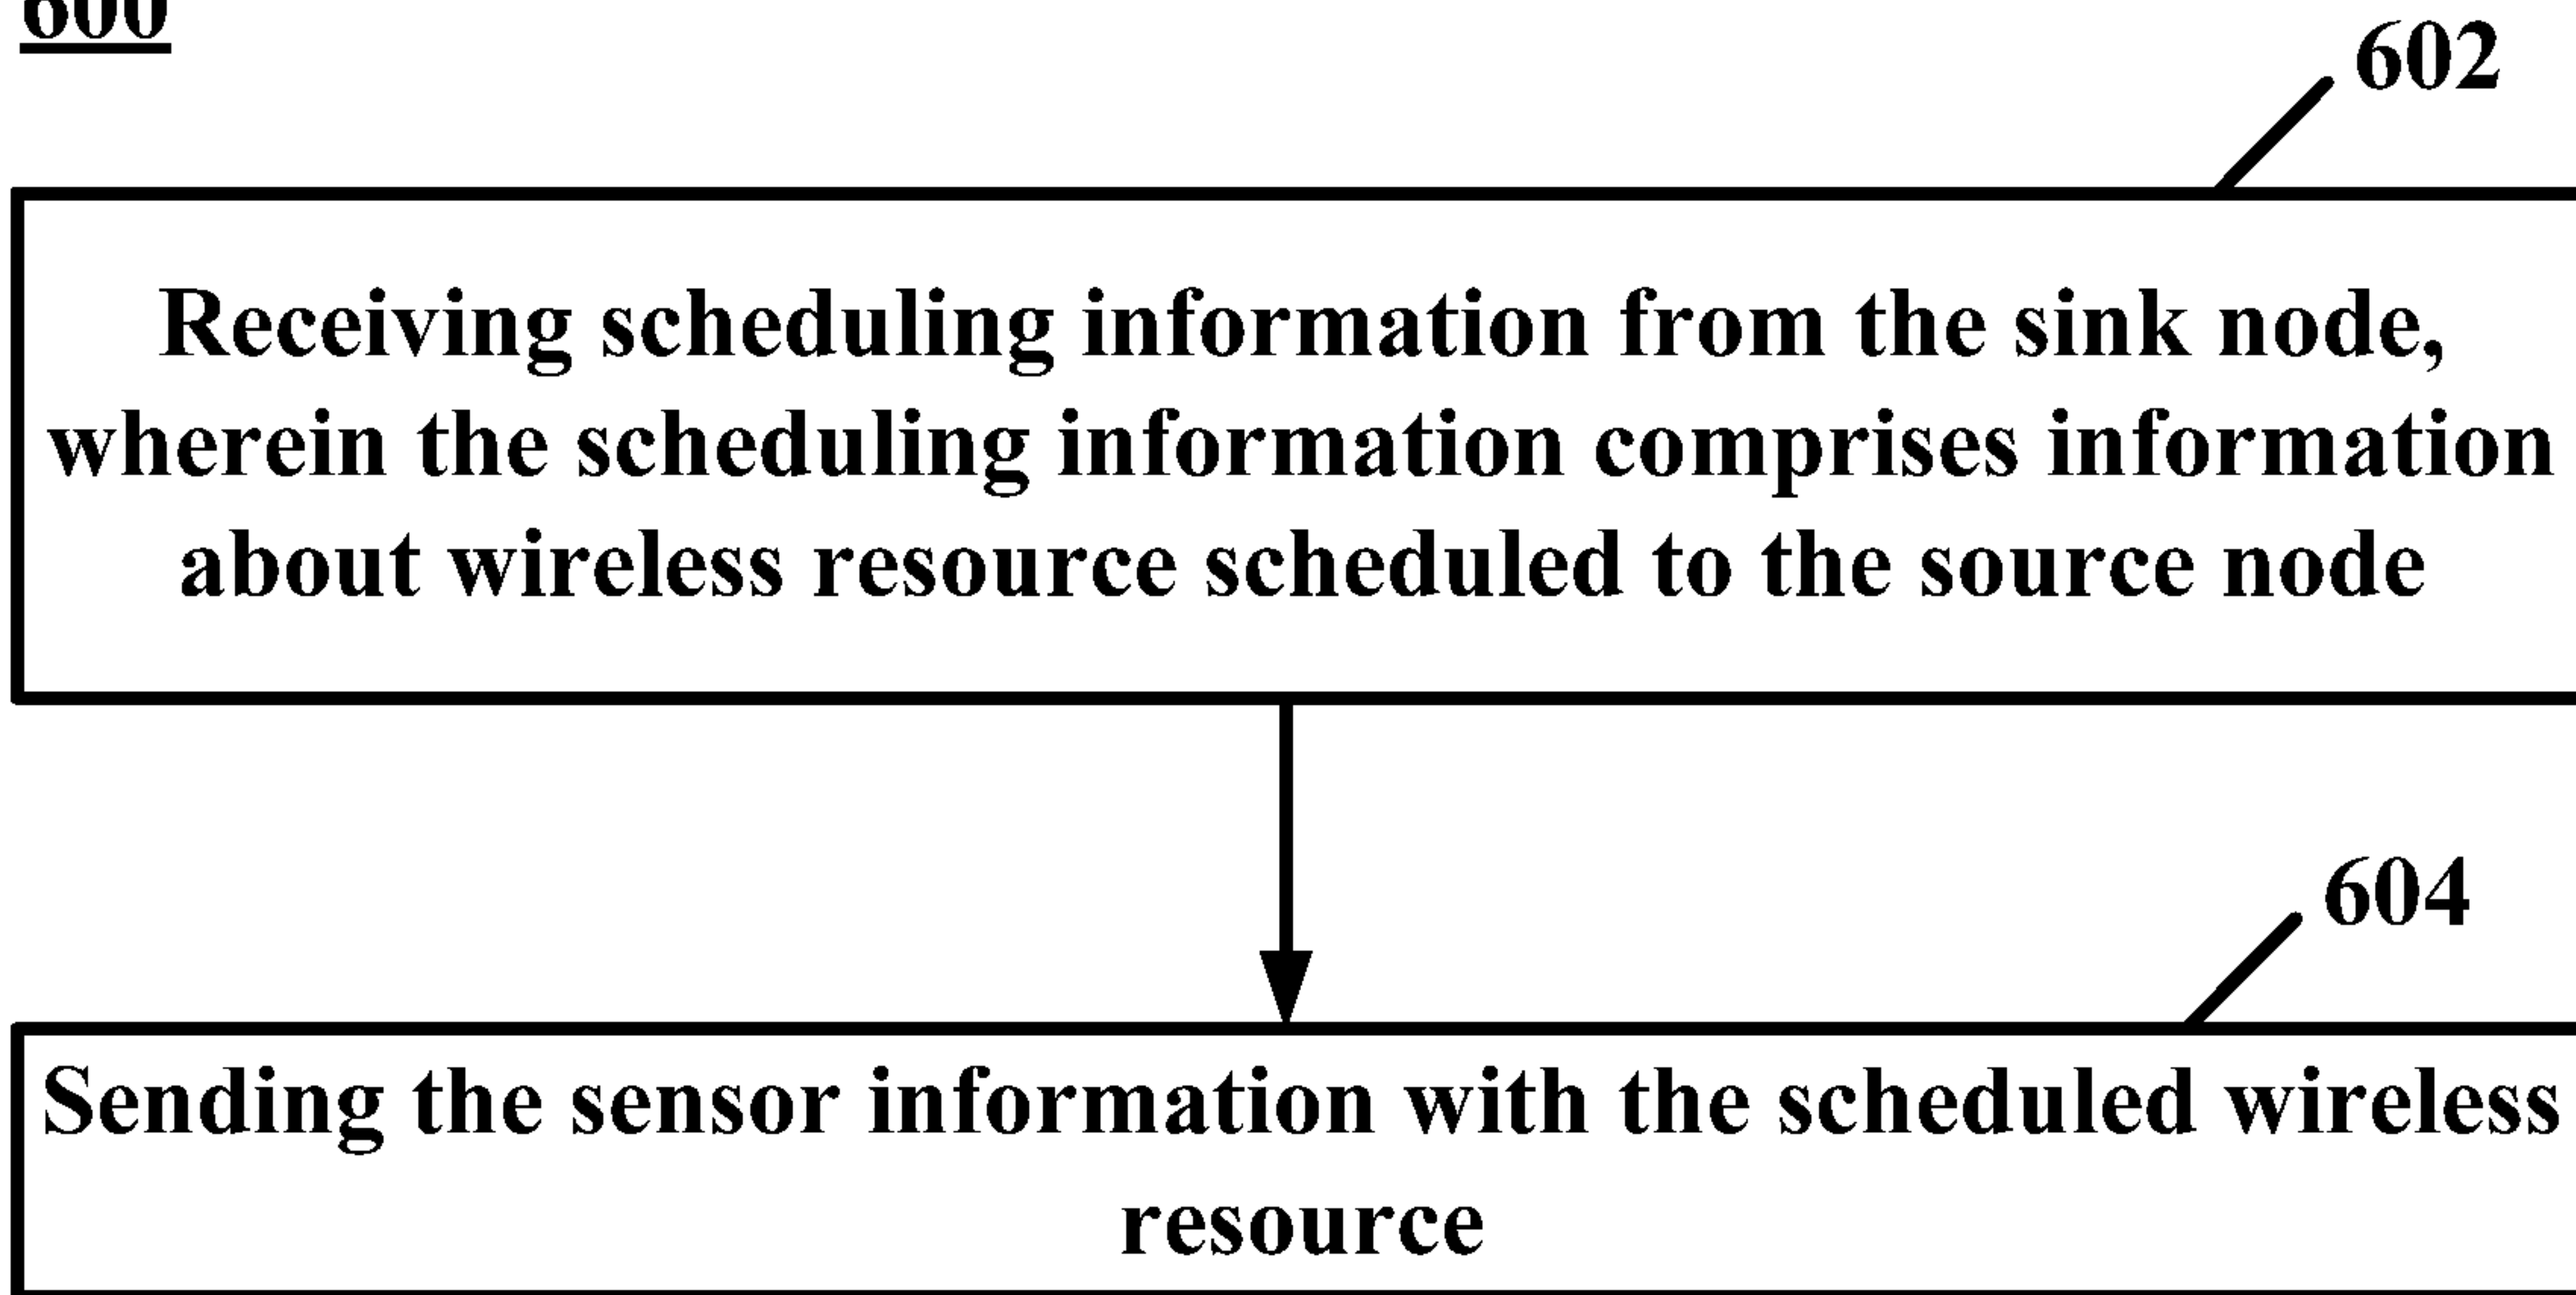 600
602
Receiving scheduling information from the sink node,
wherein the scheduling information comprises information
about wireless resource scheduled to the source node
604
Sending the sensor information with the scheduled wireless
resource